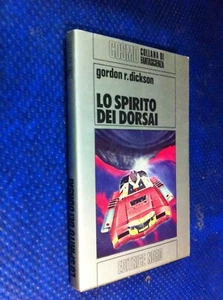 COSMO COLLANA DI
FANTASCIENZA
gordon r. dickson
LO SPIRITO
DEI DORSAI
EDITRICE NORD
LO SPIRITO DEI DORSAI